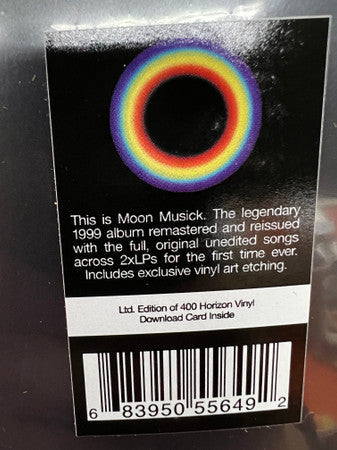 This is Moon Musick. The legendary
1999 album remastered and reissued
with the full, original unedited songs
across 2xLPs for the first time ever.
Includes exclusive vinyl art etching.
Ltd. Edition of 400 Horizon Vinyl
Download Card Inside
6 83950 55649 2